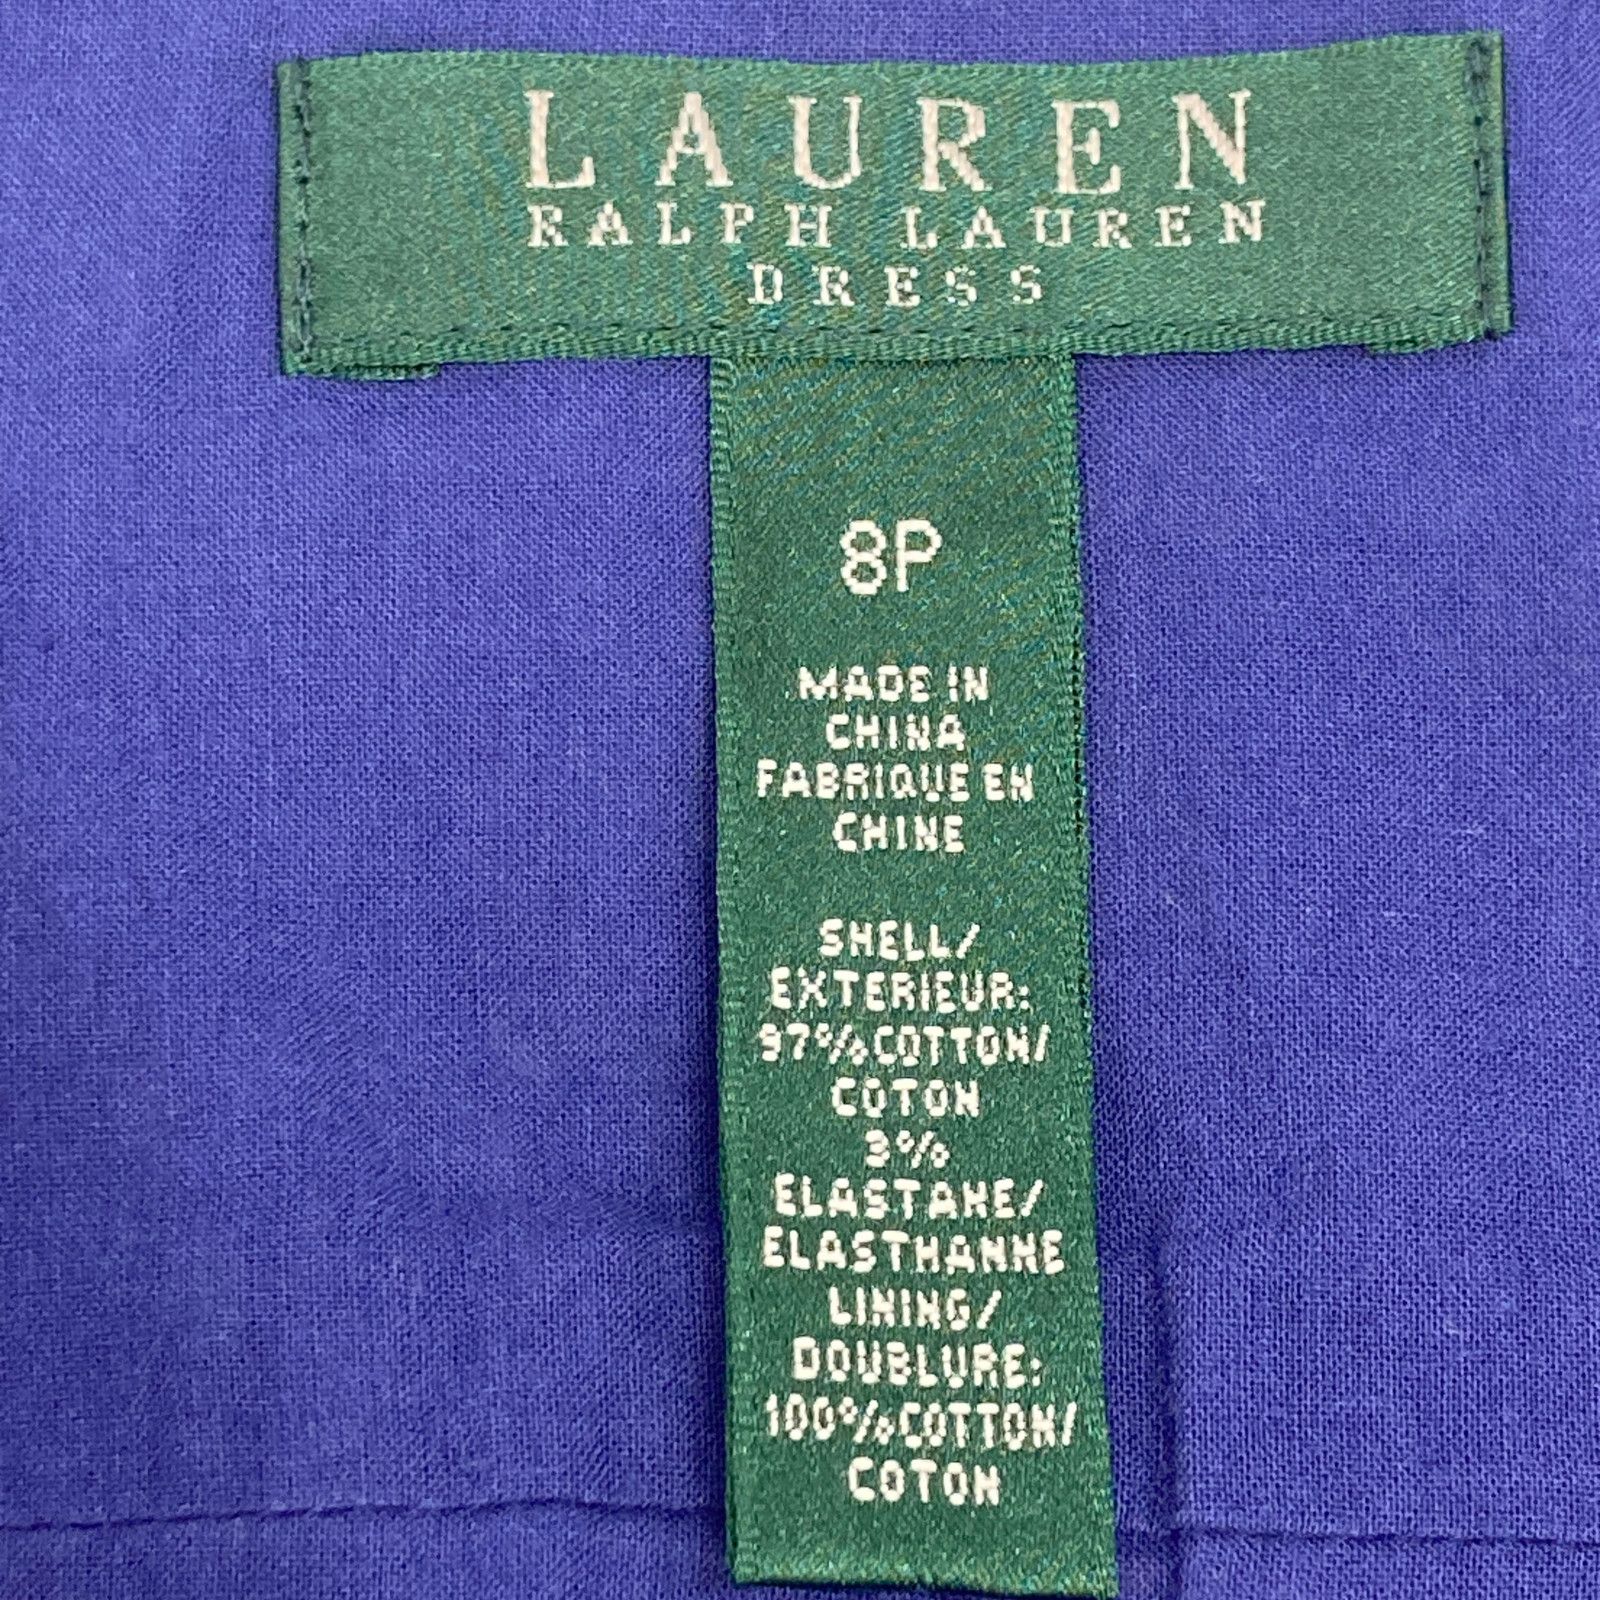 LAUREN
RALPH LAUREN
DRESS
8P
MADE IN
CHINA
FABRIQUE EN
CHINE
SHELL/
EXTERIEUR:
97% COTTON/
COTON
3%
ELASTANE/
ELASTHANNE
LINING/
DOUBLURE:
100% COTTON/
COTON